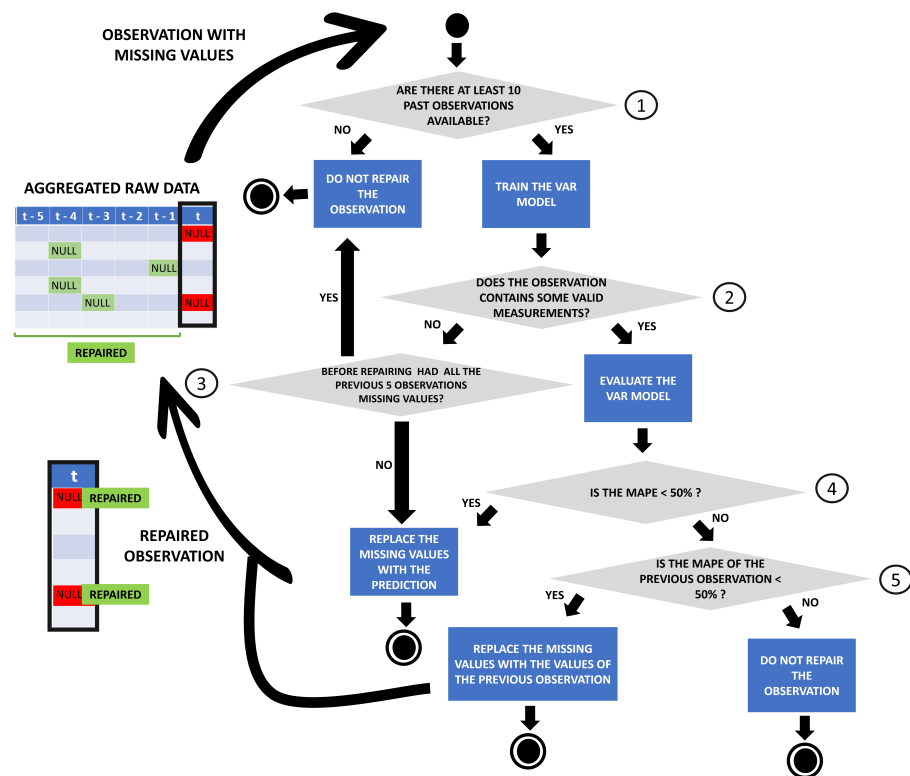 OBSERVATION WITH
MISSING VALUES
ARE THERE AT LEAST 10
PAST OBSERVATIONS
AVAILABLE?
1
NO
YES
DO NOT REPAIR
THE
OBSERVATION
TRAIN THE VAR
MODEL
AGGREGATED RAW DATA
t - 5 t - 4 t - 3 t - 2 t - 1 t
NULL
NULL
NULL
NULL
NULL NULL
REPAIRED
YES
DOES THE OBSERVATION
CONTAINS SOME VALID
MEASUREMENTS?
2
NO
YES
3
BEFORE REPAIRING HAD ALL THE
PREVIOUS 5 OBSERVATIONS
MISSING VALUES?
EVALUATE THE
VAR MODEL
NO
IS THE MAPE < 50% ?
4
YES
NO
t
NULL REPAIRED
NULL REPAIRED
REPAIRED
OBSERVATION
REPLACE THE
MISSING VALUES
WITH THE
PREDICTION
IS THE MAPE OF THE
PREVIOUS OBSERVATION <
50% ?
5
YES
NO
REPLACE THE MISSING
VALUES WITH THE VALUES OF
THE PREVIOUS OBSERVATION
DO NOT REPAIR
THE
OBSERVATION